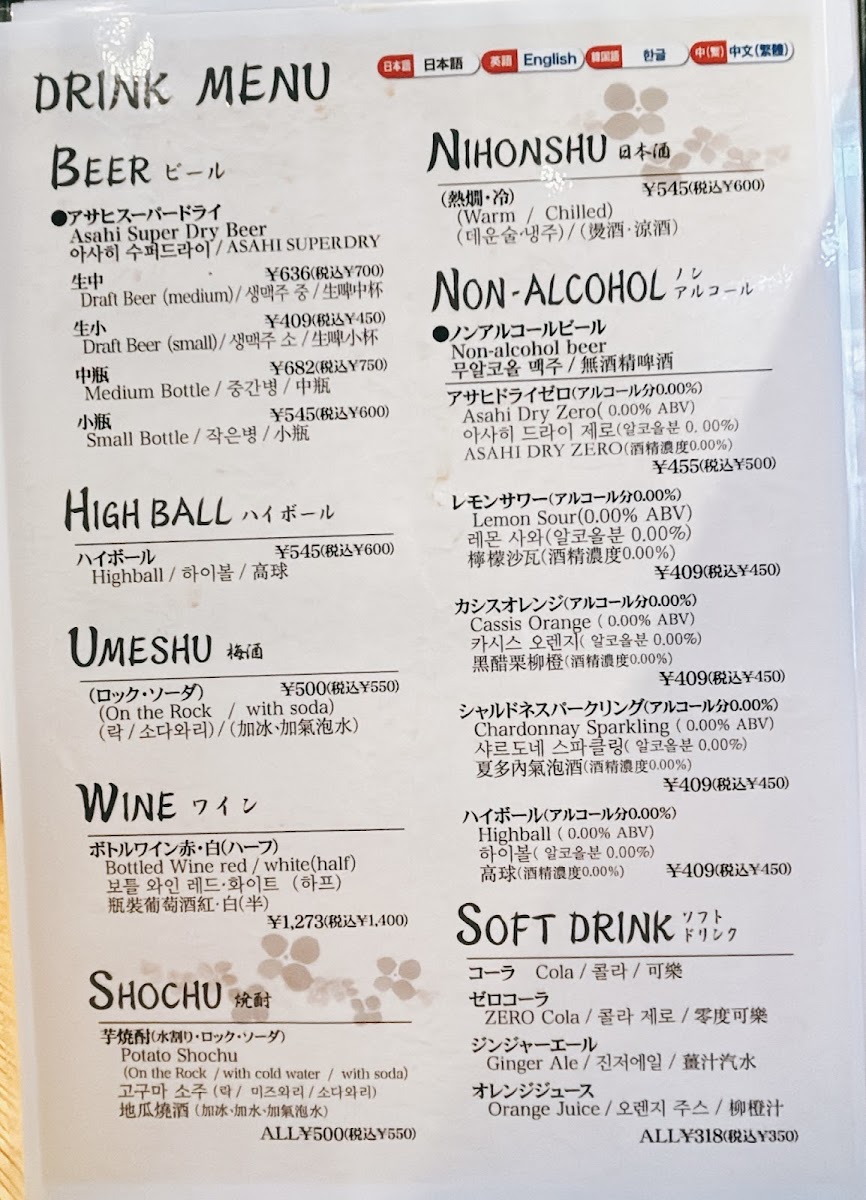 DRINK MENU
日本語 日本語 英語 English 韓国語 한글 中(繁) 中文(繁體)
BEER ビール
●アサヒスーパードライ
Asahi Super Dry Beer
아사히 수퍼드라이 / ASAHI SUPERDRY
生中 ¥636(税込¥700)
Draft Beer (medium) / 생맥주 중 / 生啤中杯
生小 ¥409(税込¥450)
Draft Beer (small) / 생맥주 소 / 生啤小杯
中瓶 ¥682(税込¥750)
Medium Bottle / 중간병 / 中瓶
小瓶 ¥545(税込¥600)
Small Bottle / 작은병 / 小瓶
HIGH BALL ハイボール
ハイボール ¥545(税込¥600)
Highball / 하이볼 / 高球
UMESHU 梅酒
(ロック・ソーダ) ¥500(税込¥550)
(On the Rock / with soda)
(락 / 소다와리) / (加冰·加氣泡水)
WINE ワイン
ボトルワイン赤・白(ハーフ)
Bottled Wine red / white(half)
보틀 와인 레드·화이트 (하프)
瓶裝葡萄酒紅·白(半)
¥1,273(税込¥1,400)
SHOCHU 焼酎
芋焼酎(水割り・ロック・ソーダ)
Potato Shochu
(On the Rock / with cold water / with soda)
고구마 소주 (락 / 미즈와리 / 소다와리)
地瓜燒酒 (加冰·加水·加氣泡水)
ALL¥500(税込¥550)
NIHONSHU 日本酒
(熱燗・冷) ¥545(税込¥600)
(Warm / Chilled)
(데운술·냉주) / (燙酒·涼酒)
NON-ALCOHOL ノン
アルコール
●ノンアルコールビール
Non-alcohol beer
무알코올 맥주 / 無酒精啤酒
アサヒドライゼロ(アルコール分0.00%)
Asahi Dry Zero( 0.00% ABV)
아사히 드라이 제로(알코올분 0. 00%)
ASAHI DRY ZERO(酒精濃度0.00%)
¥455(税込¥500)
レモンサワー(アルコール分0.00%)
Lemon Sour(0.00% ABV)
레몬 사와(알코올분 0.00%)
檸檬沙瓦(酒精濃度0.00%)
¥409(税込¥450)
カシスオレンジ(アルコール分0.00%)
Cassis Orange ( 0.00% ABV)
카시스 오렌지( 알코올분 0.00%)
黑醋栗柳橙(酒精濃度0.00%)
¥409(税込¥450)
シャルドネスパークリング(アルコール分0.00%)
Chardonnay Sparkling ( 0.00% ABV)
샤르도네 스파클링( 알코올분 0.00%)
夏多內氣泡酒(酒精濃度0.00%)
¥409(税込¥450)
ハイボール(アルコール分0.00%)
Highball ( 0.00% ABV)
하이볼( 알코올분 0.00%)
高球(酒精濃度0.00%) ¥409(税込¥450)
SOFT DRINK ソフト
ドリンク
コーラ Cola / 콜라 / 可樂
ゼロコーラ
ZERO Cola / 콜라 제로 / 零度可樂
ジンジャーエール
Ginger Ale / 진저에일 / 薑汁汽水
オレンジジュース
Orange Juice / 오렌지 주스 / 柳橙汁
ALL¥318(税込¥350)